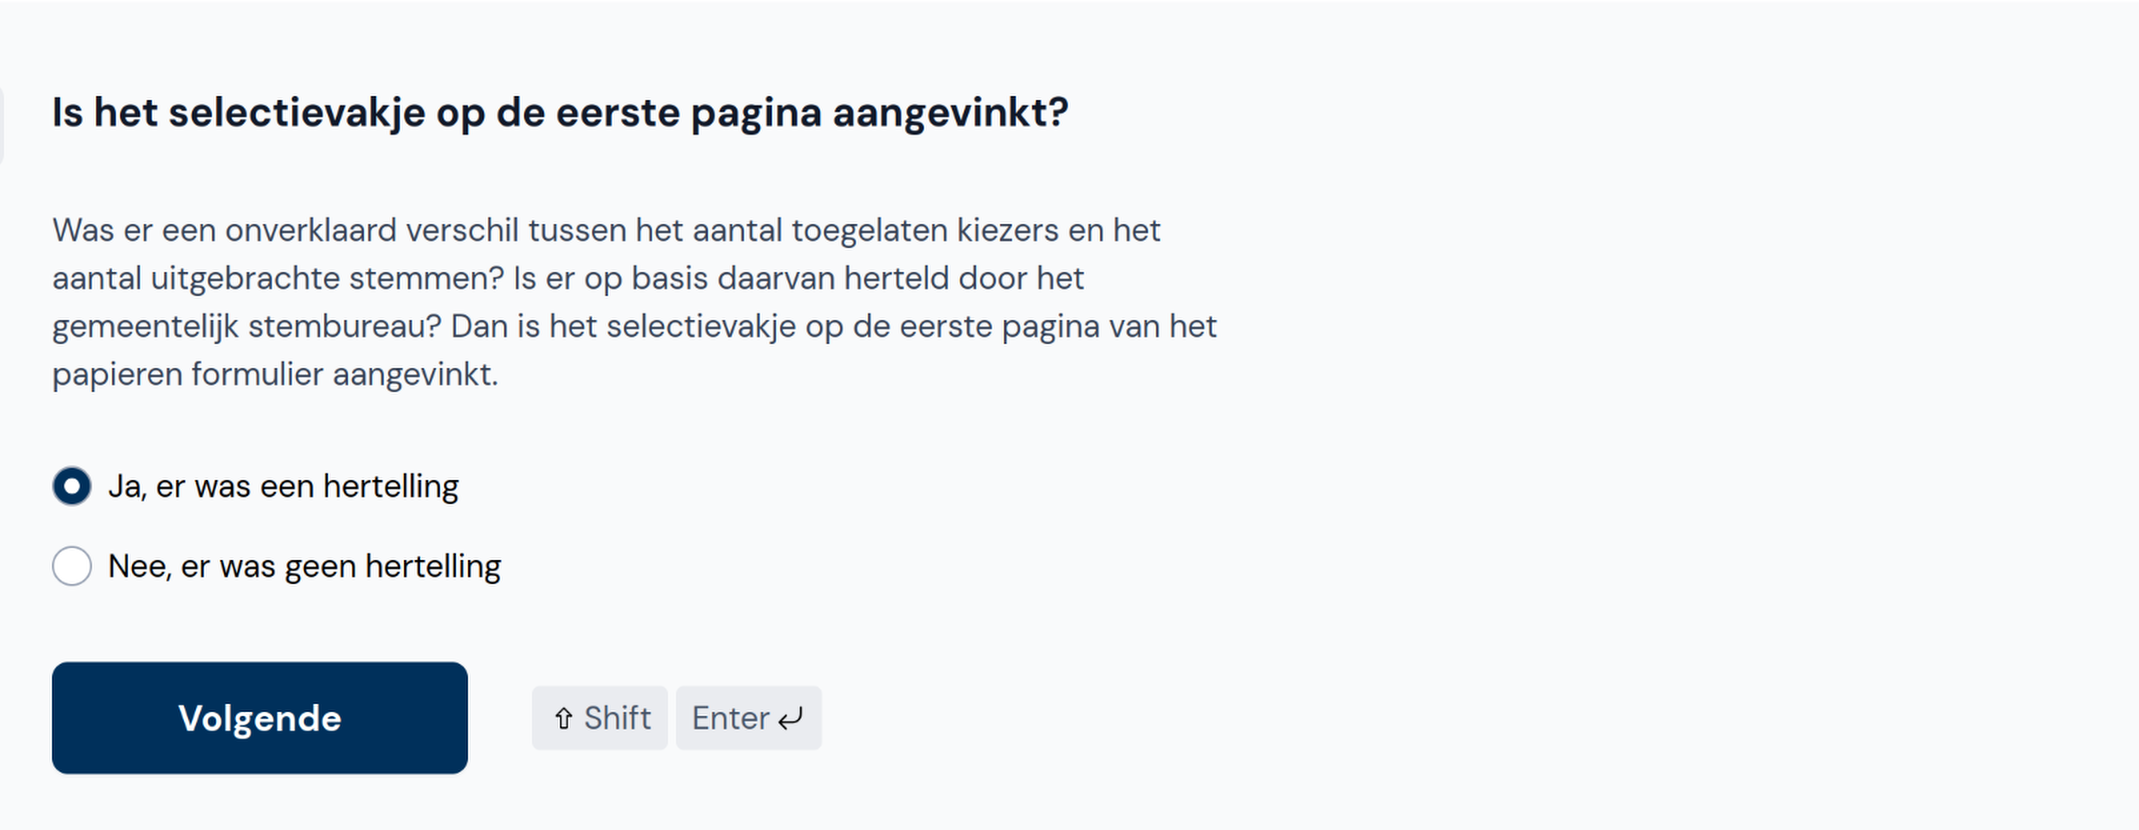 Is het selectievakje op de eerste pagina aangevinkt?
Was er een onverklaard verschil tussen het aantal toegelaten kiezers en het
aantal uitgebrachte stemmen? Is er op basis daarvan herteld door het
gemeentelijk stembureau? Dan is het selectievakje op de eerste pagina van het
papieren formulier aangevinkt.
Ja, er was een hertelling
Nee, er was geen hertelling
Volgende ⇧ Shift Enter ↵